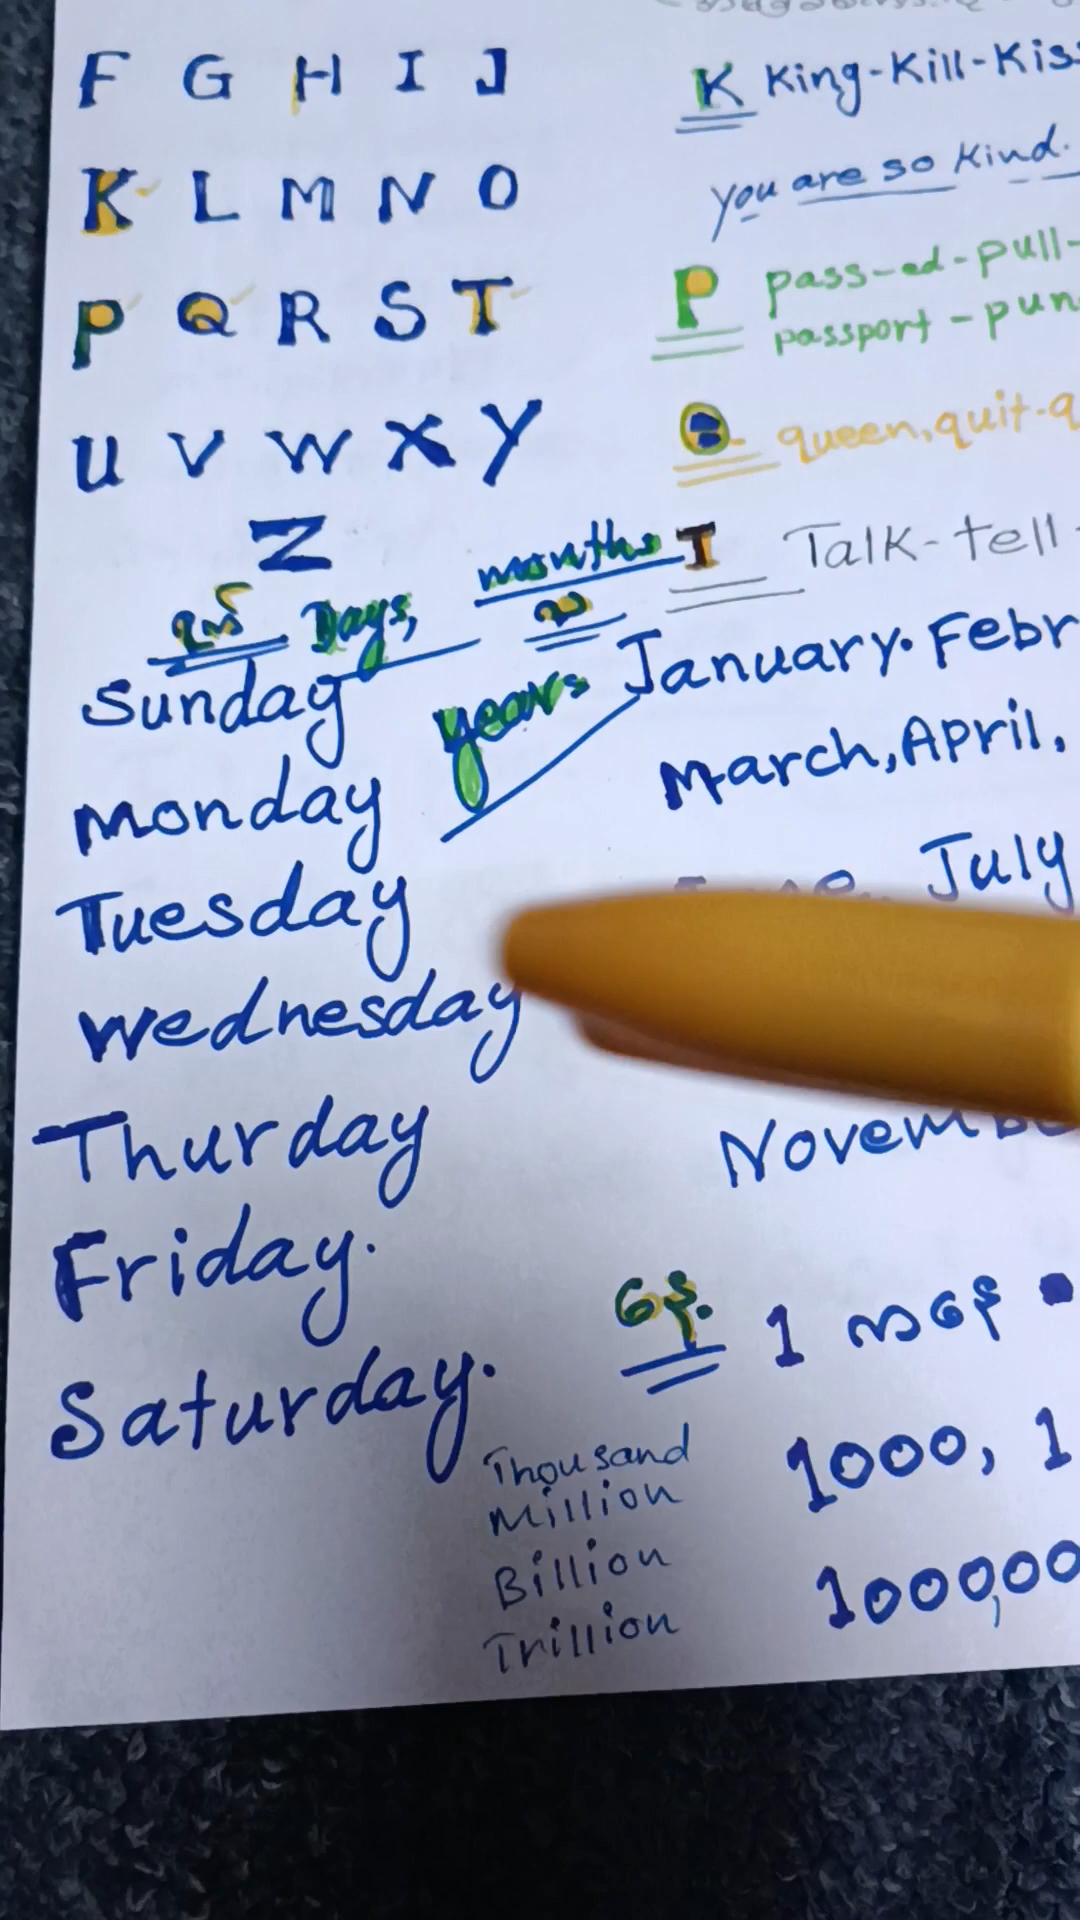 F G H I J
K L M N O
P Q R S T
U V W X Y
Z
K King-Kill-Kis
you are so kind.
P pass-ed-pull-
passport - pun
Q queen, quit-q
T Talk-tell
Days,
months
years
Sunday
Monday
Tuesday
Wednesday
Thurday
Friday.
Saturday.
January. Febr
March, April,
July
Novem
1
1000, 1
100,00
Thousand
Million
Billion
Trillion